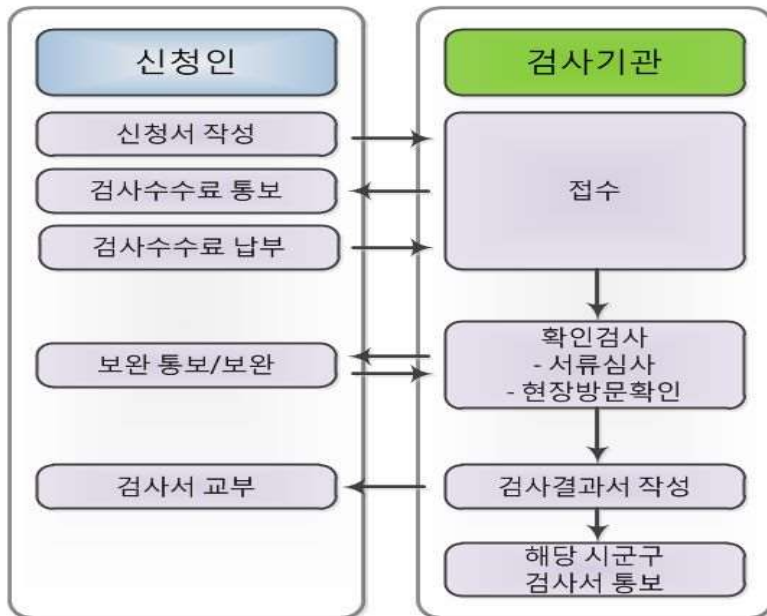 신청인
검사기관
신청서 작성
검사수수료 통보
검사수수료 납부
접수
보완 통보/보완
확인검사
- 서류심사
- 현장방문확인
검사서 교부
검사결과서 작성
해당 시군구
검사서 통보